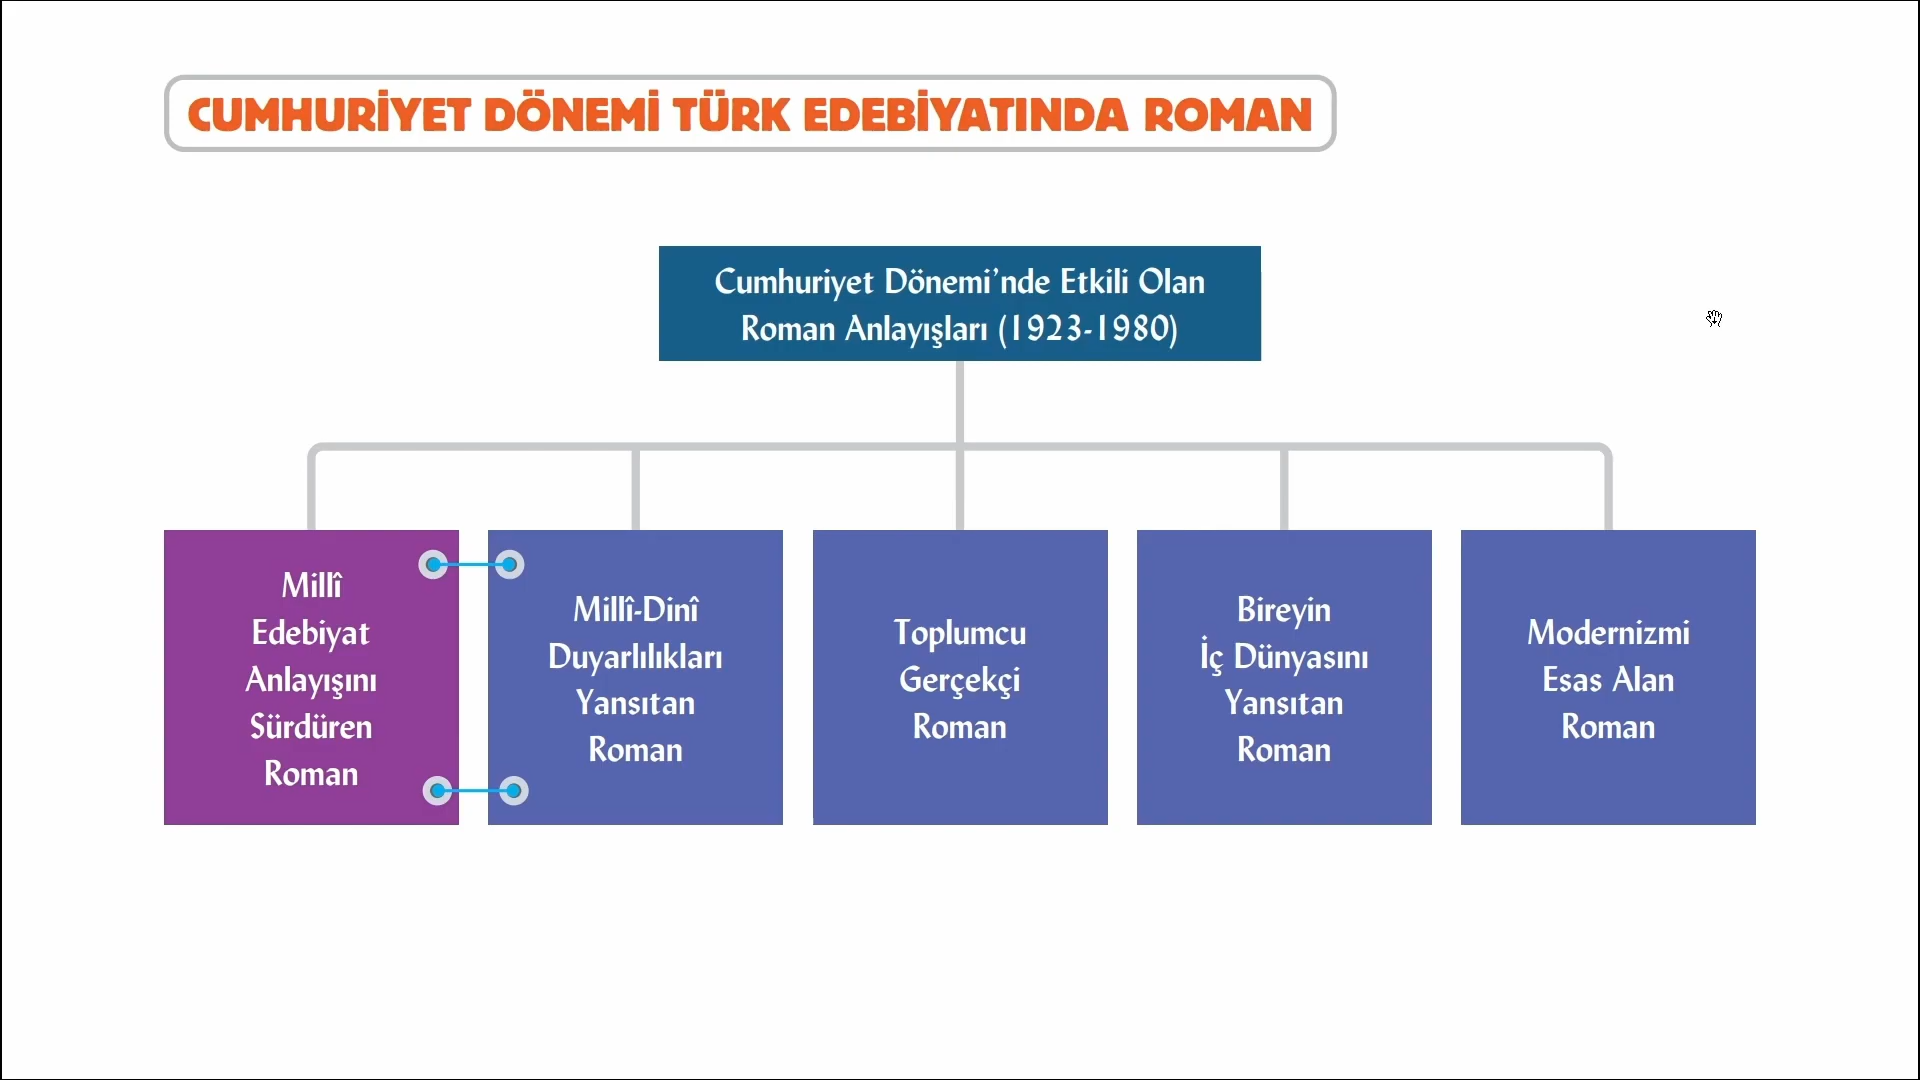 CUMHURİYET DÖNEMİ TÜRK EDEBİYATINDA ROMAN
Cumhuriyet Dönemi’nde Etkili Olan
Roman Anlayışları (1923-1980)
Millî
Edebiyat
Anlayışını
Sürdüren
Roman
Millî-Dinî
Duyarlılıkları
Yansıtan
Roman
Toplumcu
Gerçekçi
Roman
Bireyin
İç Dünyasını
Yansıtan
Roman
Modernizmi
Esas Alan
Roman